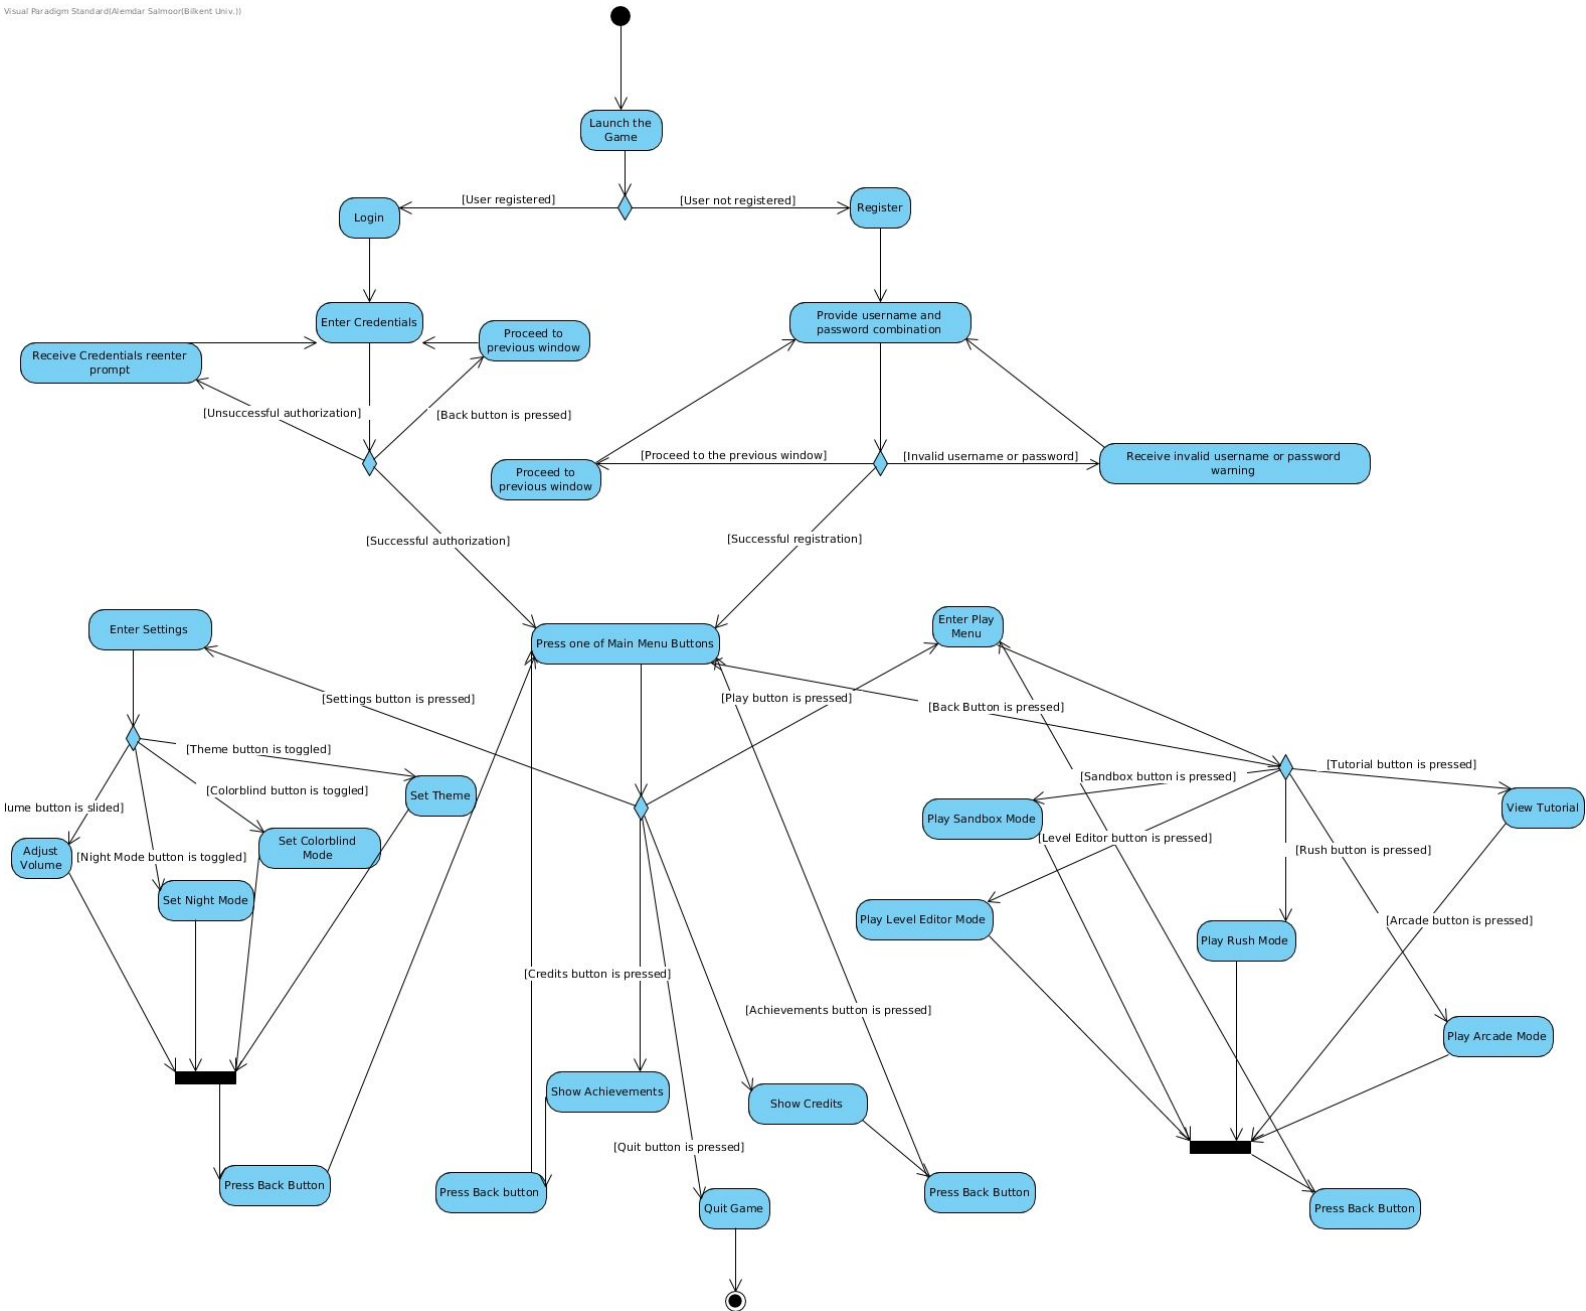 Visual Paradigm Standard(Alemdar Salmoor(Bilkent Univ.))
Launch the
Game
[User registered]
[User not registered]
Login
Register
Enter Credentials
Proceed to
previous window
Provide username and
password combination
Receive Credentials reenter
prompt
[Unsuccessful authorization]
[Back button is pressed]
[Proceed to the previous window]
[Invalid username or password]
Proceed to
previous window
Receive invalid username or password
warning
[Successful authorization]
[Successful registration]
Enter Settings
Press one of Main Menu Buttons
Enter Play
Menu
[Settings button is pressed]
[Play button is pressed]
[Back Button is pressed]
[Theme button is toggled]
[Tutorial button is pressed]
[Sandbox button is pressed]
[Colorblind button is toggled]
Set Theme
lume button is slided]
View Tutorial
Play Sandbox Mode
[Level Editor button is pressed]
Set Colorblind
Mode
Adjust
Volume
[Night Mode button is toggled]
[Rush button is pressed]
Set Night Mode
Play Level Editor Mode
[Arcade button is pressed]
Play Rush Mode
[Credits button is pressed]
[Achievements button is pressed]
Play Arcade Mode
Show Achievements
Show Credits
[Quit button is pressed]
Press Back Button
Press Back button
Quit Game
Press Back Button
Press Back Button